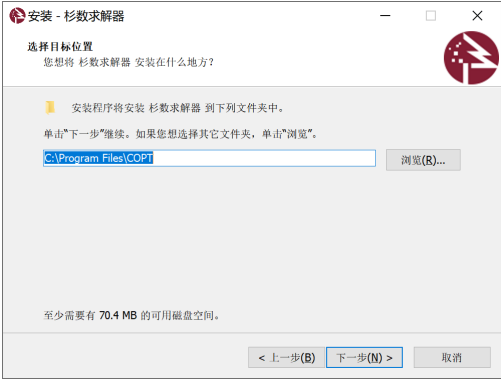 安装 - 杉数求解器
选择目标位置
您想将 杉数求解器 安装在什么地方？
安装程序将安装 杉数求解器 到下列文件夹中。
单击“下一步”继续。如果您想选择其它文件夹，单击“浏览”。
C:\Program Files\COPT
浏览(R)...
至少需要有 70.4 MB 的可用磁盘空间。
< 上一步(B)
下一步(N) >
取消